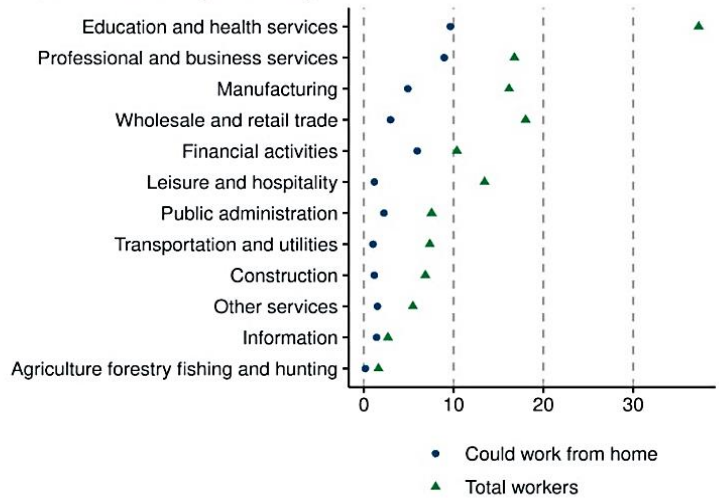 Education and health services
Professional and business services
Manufacturing
Wholesale and retail trade
Financial activities
Leisure and hospitality
Public administration
Transportation and utilities
Construction
Other services
Information
Agriculture forestry fishing and hunting
0 10 20 30
Could work from home
Total workers